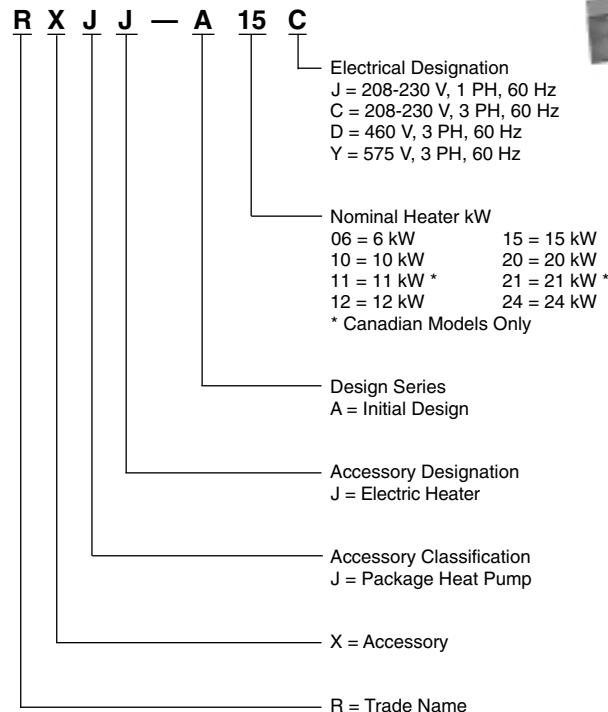 R X J J — A 15 C
Electrical Designation
J = 208-230 V, 1 PH, 60 Hz
C = 208-230 V, 3 PH, 60 Hz
D = 460 V, 3 PH, 60 Hz
Y = 575 V, 3 PH, 60 Hz
Nominal Heater kW
06 = 6 kW 15 = 15 kW
10 = 10 kW 20 = 20 kW
11 = 11 kW * 21 = 21 kW *
12 = 12 kW 24 = 24 kW
* Canadian Models Only
Design Series
A = Initial Design
Accessory Designation
J = Electric Heater
Accessory Classification
J = Package Heat Pump
X = Accessory
R = Trade Name